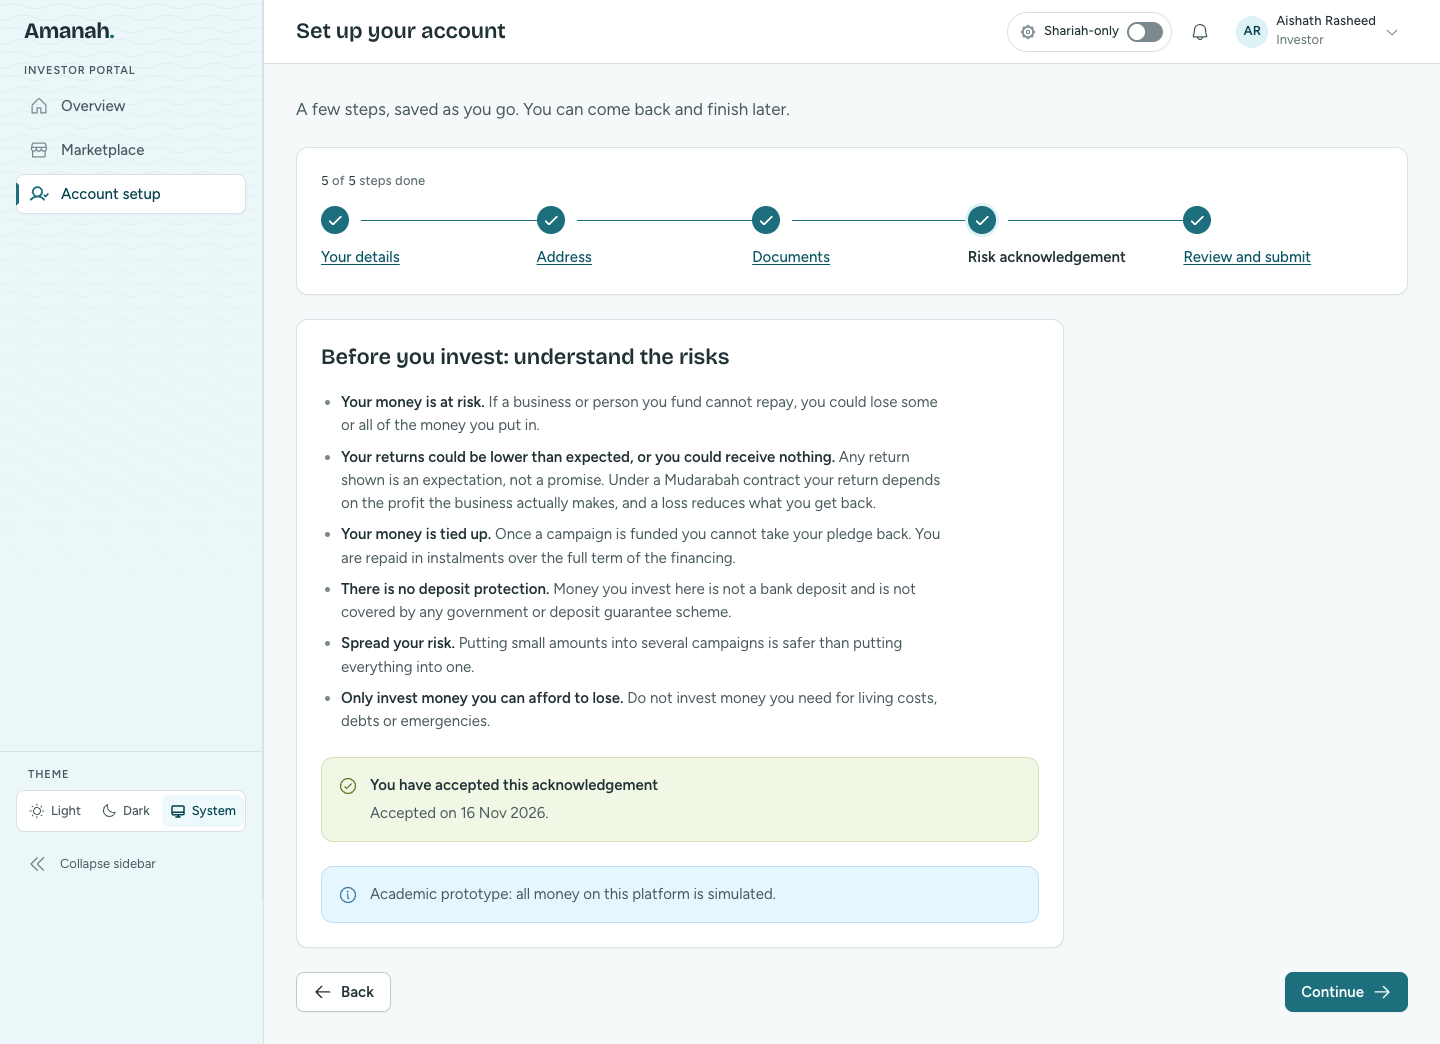 Amanah.
INVESTOR PORTAL
Overview
Marketplace
Account setup
THEME
Light
Dark
System
Collapse sidebar
Set up your account
Shariah-only
AR
Aishath Rasheed
Investor
A few steps, saved as you go. You can come back and finish later.
5 of 5 steps done
Your details
Address
Documents
Risk acknowledgement
Review and submit
Before you invest: understand the risks
Your money is at risk. If a business or person you fund cannot repay, you could lose some
or all of the money you put in.
Your returns could be lower than expected, or you could receive nothing. Any return
shown is an expectation, not a promise. Under a Mudarabah contract your return depends
on the profit the business actually makes, and a loss reduces what you get back.
Your money is tied up. Once a campaign is funded you cannot take your pledge back. You
are repaid in instalments over the full term of the financing.
There is no deposit protection. Money you invest here is not a bank deposit and is not
covered by any government or deposit guarantee scheme.
Spread your risk. Putting small amounts into several campaigns is safer than putting
everything into one.
Only invest money you can afford to lose. Do not invest money you need for living costs,
debts or emergencies.
You have accepted this acknowledgement
Accepted on 16 Nov 2026.
Academic prototype: all money on this platform is simulated.
Back
Continue